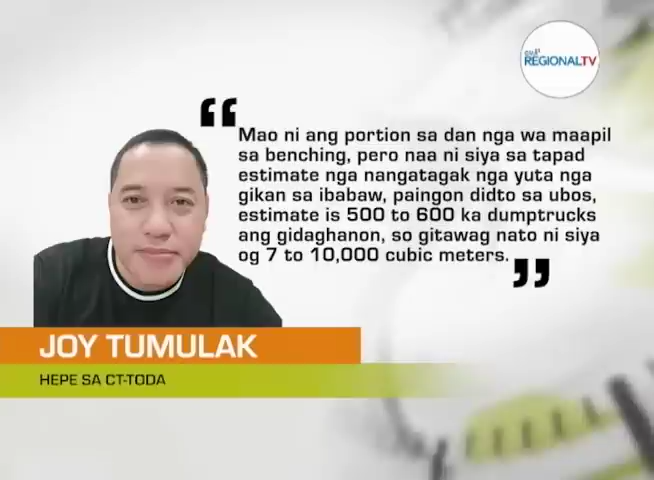 REGIONALTV
Mao ni ang portion sa dan nga wa maapil
sa benching, pero naa ni siya sa tapad
estimate nga nangatagak nga yuta nga
gikan sa ibabaw, paingon didto sa ubos,
estimate is 500 to 600 ka dumptrucks
ang gidaghanon, so gitawag nato ni siya
og 7 to 10,000 cubic meters.
JOY TUMULAK
HEPE SA CT-TODA